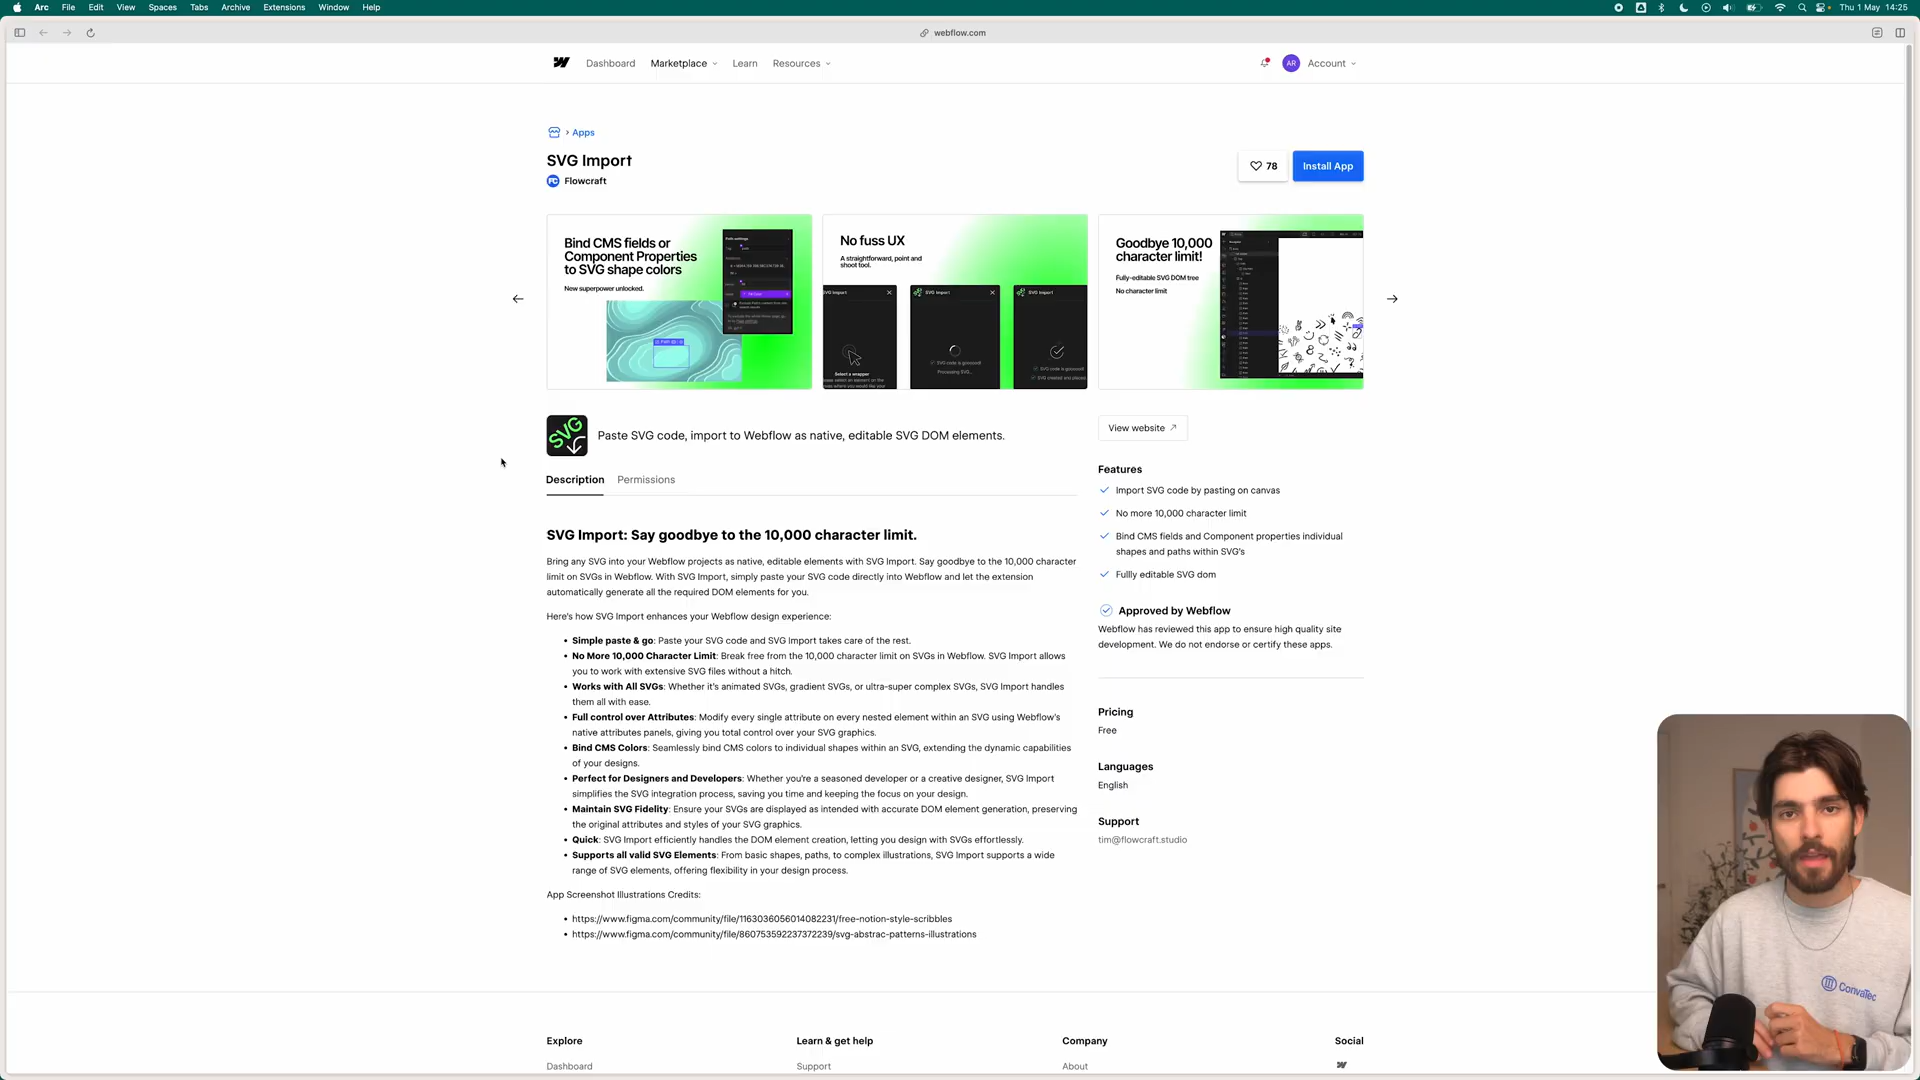 Arc File Edit View Spaces Tabs Archive Extensions Window Help
Thu 1 May 14:25
webflow.com
Dashboard Marketplace Learn Resources
AR Account
› Apps
SVG Import
FC Flowcraft
78
Install App
Bind CMS fields or
Component Properties
to SVG shape colors
New superpower unlocked.
No fuss UX
A straightforward, point and
shoot tool.
SVG Import
SVG Import
SVG Import
Select a wrapper
Processing SVG...
Goodbye 10,000
character limit!
Fully-editable SVG DOM tree
No character limit
SVG
Paste SVG code, import to Webflow as native, editable SVG DOM elements.
View website
Description Permissions
SVG Import: Say goodbye to the 10,000 character limit.
Bring any SVG into your Webflow projects as native, editable elements with SVG Import. Say goodbye to the 10,000 character
limit on SVGs in Webflow. With SVG Import, simply paste your SVG code directly into Webflow and let the extension
automatically generate all the required DOM elements for you.
Here's how SVG Import enhances your Webflow design experience:
• Simple paste & go: Paste your SVG code and SVG Import takes care of the rest.
• No More 10,000 Character Limit: Break free from the 10,000 character limit on SVGs in Webflow. SVG Import allows
you to work with extensive SVG files without a hitch.
• Works with All SVGs: Whether it's animated SVGs, gradient SVGs, or ultra-super complex SVGs, SVG Import handles
them all with ease.
• Full control over Attributes: Modify every single attribute on every nested element within an SVG using Webflow's
native attributes panels, giving you total control over your SVG graphics.
• Bind CMS Colors: Seamlessly bind CMS colors to individual shapes within an SVG, extending the dynamic capabilities
of your designs.
• Perfect for Designers and Developers: Whether you're a seasoned developer or a creative designer, SVG Import
simplifies the SVG integration process, saving you time and keeping the focus on your design.
• Maintain SVG Fidelity: Ensure your SVGs are displayed as intended with accurate DOM element generation, preserving
the original attributes and styles of your SVG graphics.
• Quick: SVG Import efficiently handles the DOM element creation, letting you design with SVGs effortlessly.
• Supports all valid SVG Elements: From basic shapes, paths, to complex illustrations, SVG Import supports a wide
range of SVG elements, offering flexibility in your design process.
App Screenshot Illustrations Credits:
• https://www.figma.com/community/file/1163036056014082231/free-notion-style-scribbles
• https://www.figma.com/community/file/860753592237372239/svg-abstrac-patterns-illustrations
Features
Import SVG code by pasting on canvas
No more 10,000 character limit
Bind CMS fields and Component properties individual
shapes and paths within SVG's
Fullly editable SVG dom
Approved by Webflow
Webflow has reviewed this app to ensure high quality site
development. We do not endorse or certify these apps.
Pricing
Free
Languages
English
Support
tim@flowcraft.studio
ConvaTec
Explore
Dashboard
Learn & get help
Support
Company
About
Social